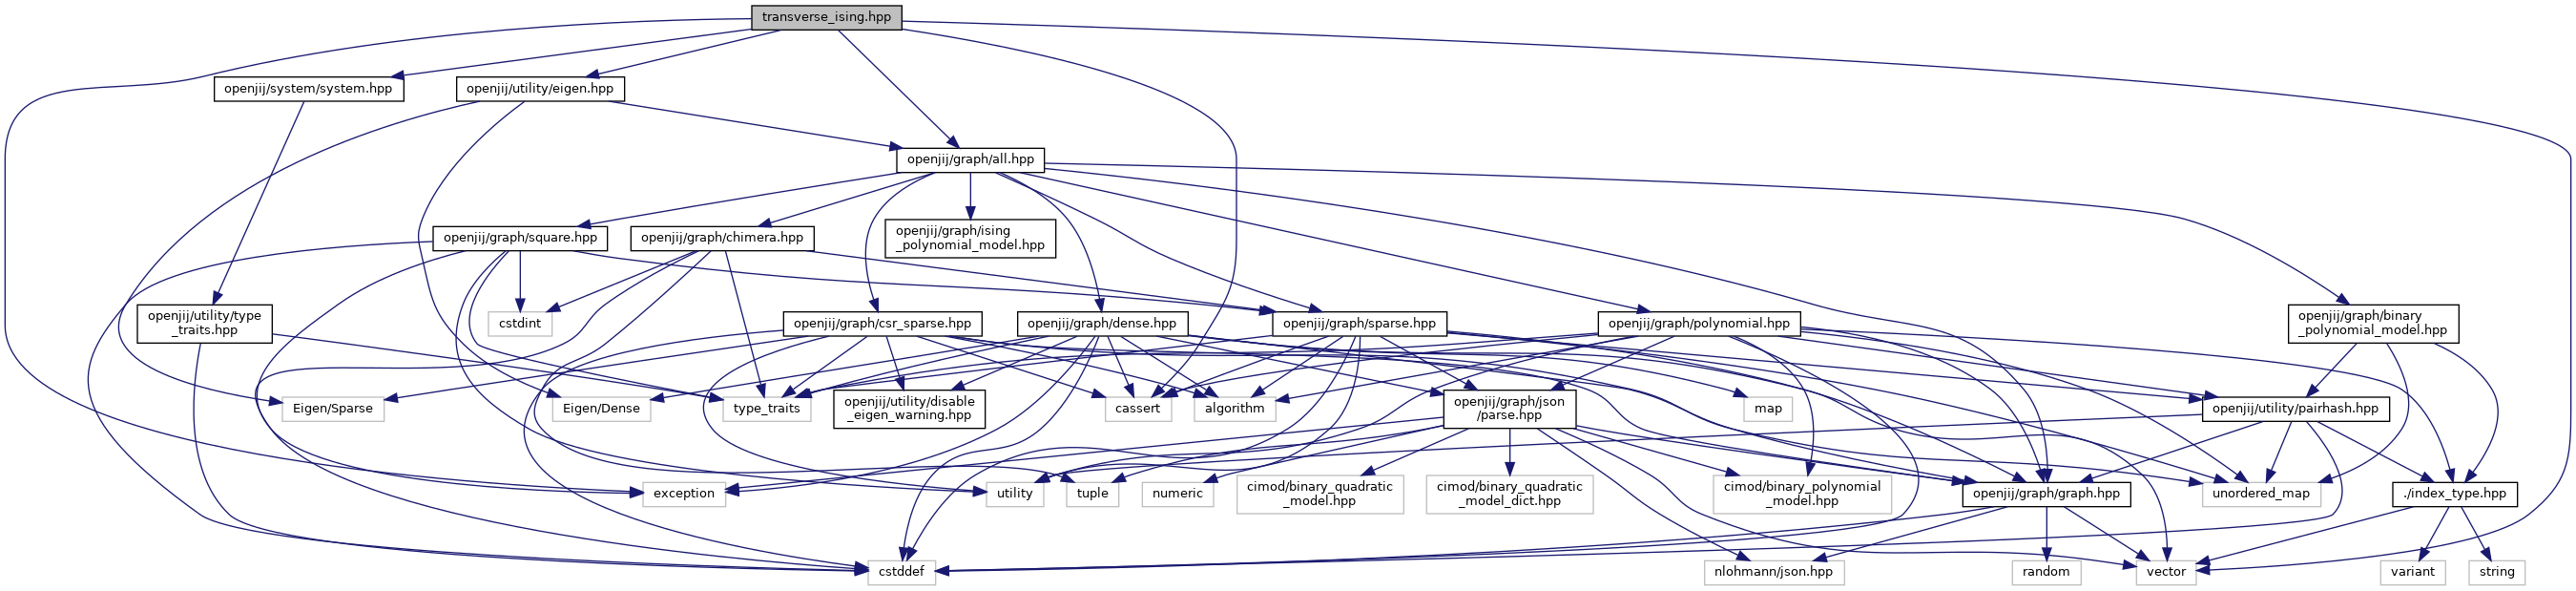 transverse_ising.hpp
openjij/system/system.hpp
openjij/utility/eigen.hpp
openjij/graph/all.hpp
openjij/graph/square.hpp
openjij/graph/chimera.hpp
openjij/graph/ising
_polynomial_model.hpp
openjij/utility/type
_traits.hpp
cstdint
openjij/graph/csr_sparse.hpp
openjij/graph/dense.hpp
openjij/graph/sparse.hpp
openjij/graph/polynomial.hpp
openjij/graph/binary
_polynomial_model.hpp
Eigen/Sparse
Eigen/Dense
type_traits
openjij/utility/disable
_eigen_warning.hpp
cassert
algorithm
openjij/graph/json
/parse.hpp
map
openjij/utility/pairhash.hpp
exception
utility
tuple
numeric
cimod/binary_quadratic
_model.hpp
cimod/binary_quadratic
_model_dict.hpp
cimod/binary_polynomial
_model.hpp
openjij/graph/graph.hpp
unordered_map
./index_type.hpp
cstddef
nlohmann/json.hpp
random
vector
variant
string